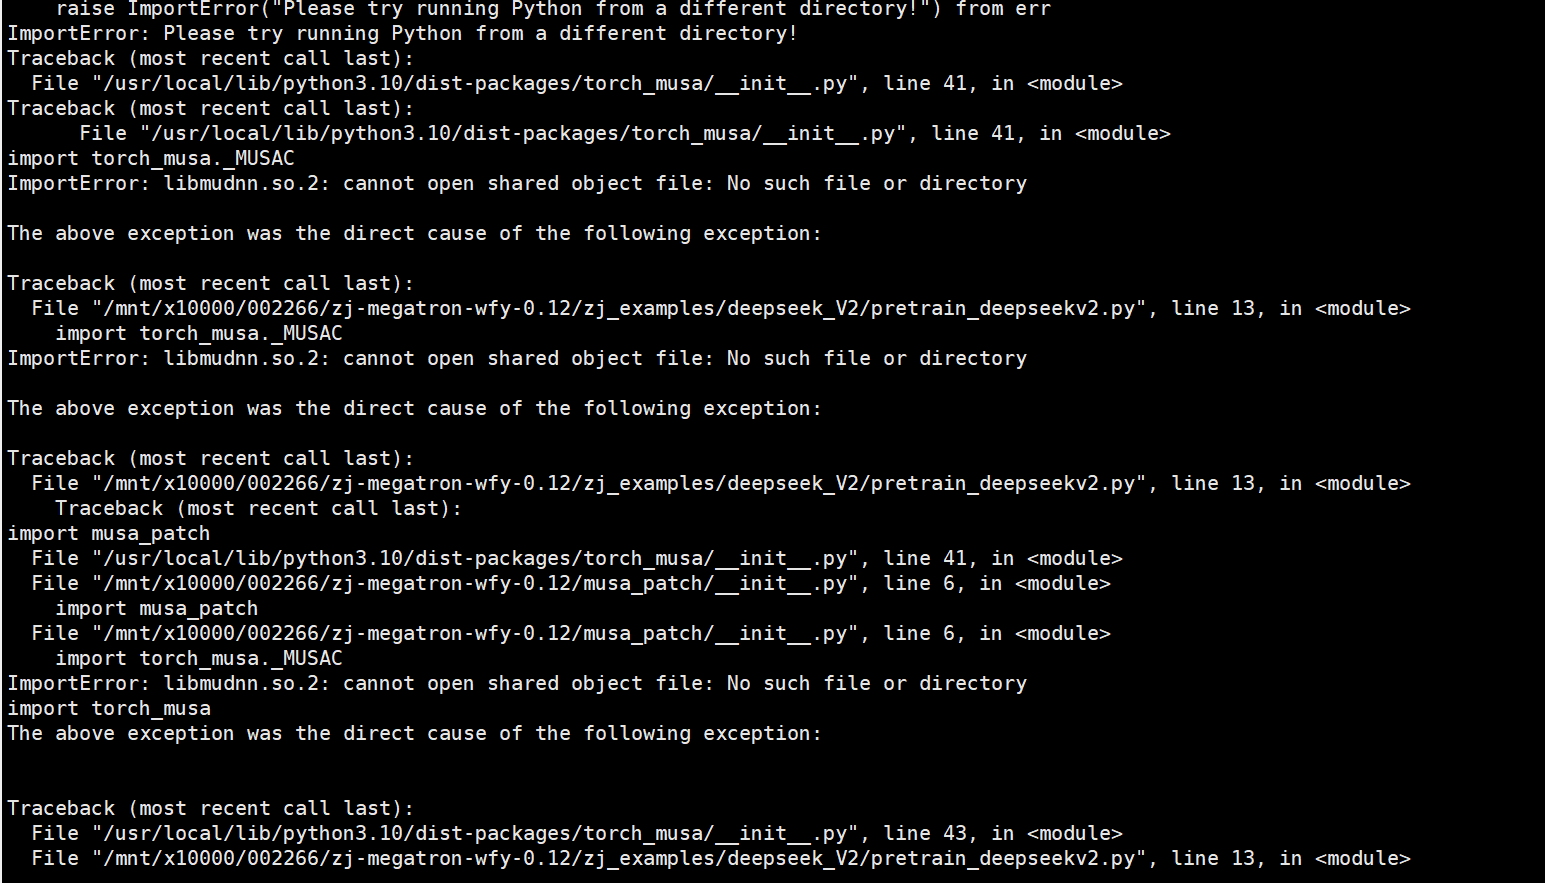 raise ImportError("Please try running Python from a different directory!") from err
ImportError: Please try running Python from a different directory!
Traceback (most recent call last):
File "/usr/local/lib/python3.10/dist-packages/torch_musa/__init__.py", line 41, in <module>
Traceback (most recent call last):
File "/usr/local/lib/python3.10/dist-packages/torch_musa/__init__.py", line 41, in <module>
import torch_musa._MUSAC
ImportError: libmudnn.so.2: cannot open shared object file: No such file or directory
The above exception was the direct cause of the following exception:
Traceback (most recent call last):
File "/mnt/x10000/002266/zj-megatron-wfy-0.12/zj_examples/deepseek_V2/pretrain_deepseekv2.py", line 13, in <module>
import torch_musa._MUSAC
ImportError: libmudnn.so.2: cannot open shared object file: No such file or directory
The above exception was the direct cause of the following exception:
Traceback (most recent call last):
File "/mnt/x10000/002266/zj-megatron-wfy-0.12/zj_examples/deepseek_V2/pretrain_deepseekv2.py", line 13, in <module>
Traceback (most recent call last):
import musa_patch
File "/usr/local/lib/python3.10/dist-packages/torch_musa/__init__.py", line 41, in <module>
File "/mnt/x10000/002266/zj-megatron-wfy-0.12/musa_patch/__init__.py", line 6, in <module>
import musa_patch
File "/mnt/x10000/002266/zj-megatron-wfy-0.12/musa_patch/__init__.py", line 6, in <module>
import torch_musa._MUSAC
ImportError: libmudnn.so.2: cannot open shared object file: No such file or directory
import torch_musa
The above exception was the direct cause of the following exception:
Traceback (most recent call last):
File "/usr/local/lib/python3.10/dist-packages/torch_musa/__init__.py", line 43, in <module>
File "/mnt/x10000/002266/zj-megatron-wfy-0.12/zj_examples/deepseek_V2/pretrain_deepseekv2.py", line 13, in <module>